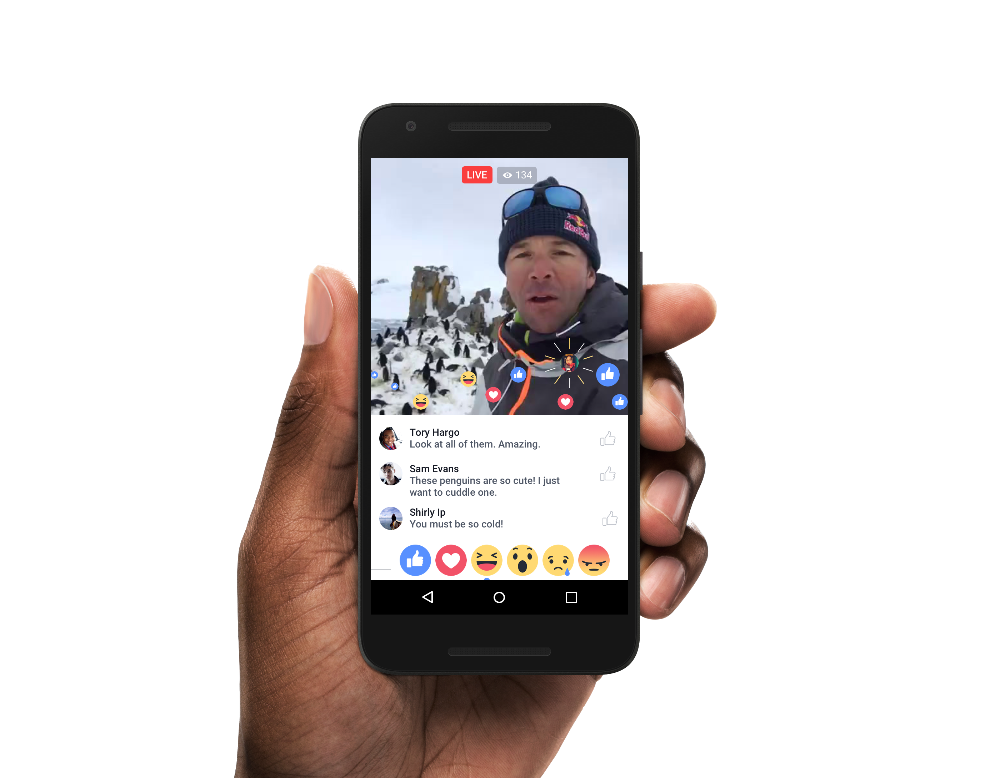 LIVE 134
Red Bull
Tory Hargo
Look at all of them. Amazing.
Sam Evans
These penguins are so cute! I just
want to cuddle one.
Shirly Ip
You must be so cold!